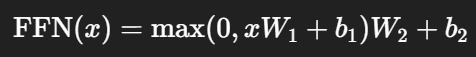 FFN(x) = max(0, xW₁ + b₁)W₂ + b₂